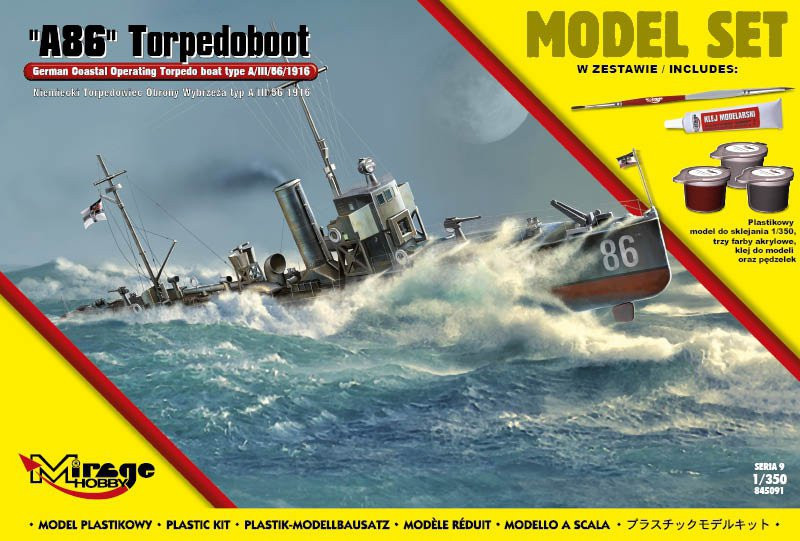 "A86" Torpedoboot
German Coastal Operating Torpedo boat type A/III/86/1916
Niemiecki Torpedowiec Obrony Wybrzeża typ A/III/86/1916
MODEL SET
W ZESTAWIE / INCLUDES:
KLEJ MODELARSKI
Plastikowy
model do sklejania 1/350,
trzy farby akrylowe,
klej do modeli
oraz pędzelek
86
Mirage
HOBBY
SERIA 9
1/350
845091
• MODEL PLASTIKOWY • PLASTIC KIT • PLASTIK-MODELLBAUSATZ • MODÈLE RÉDUIT • MODELLO A SCALA • プラスチックモデルキット •